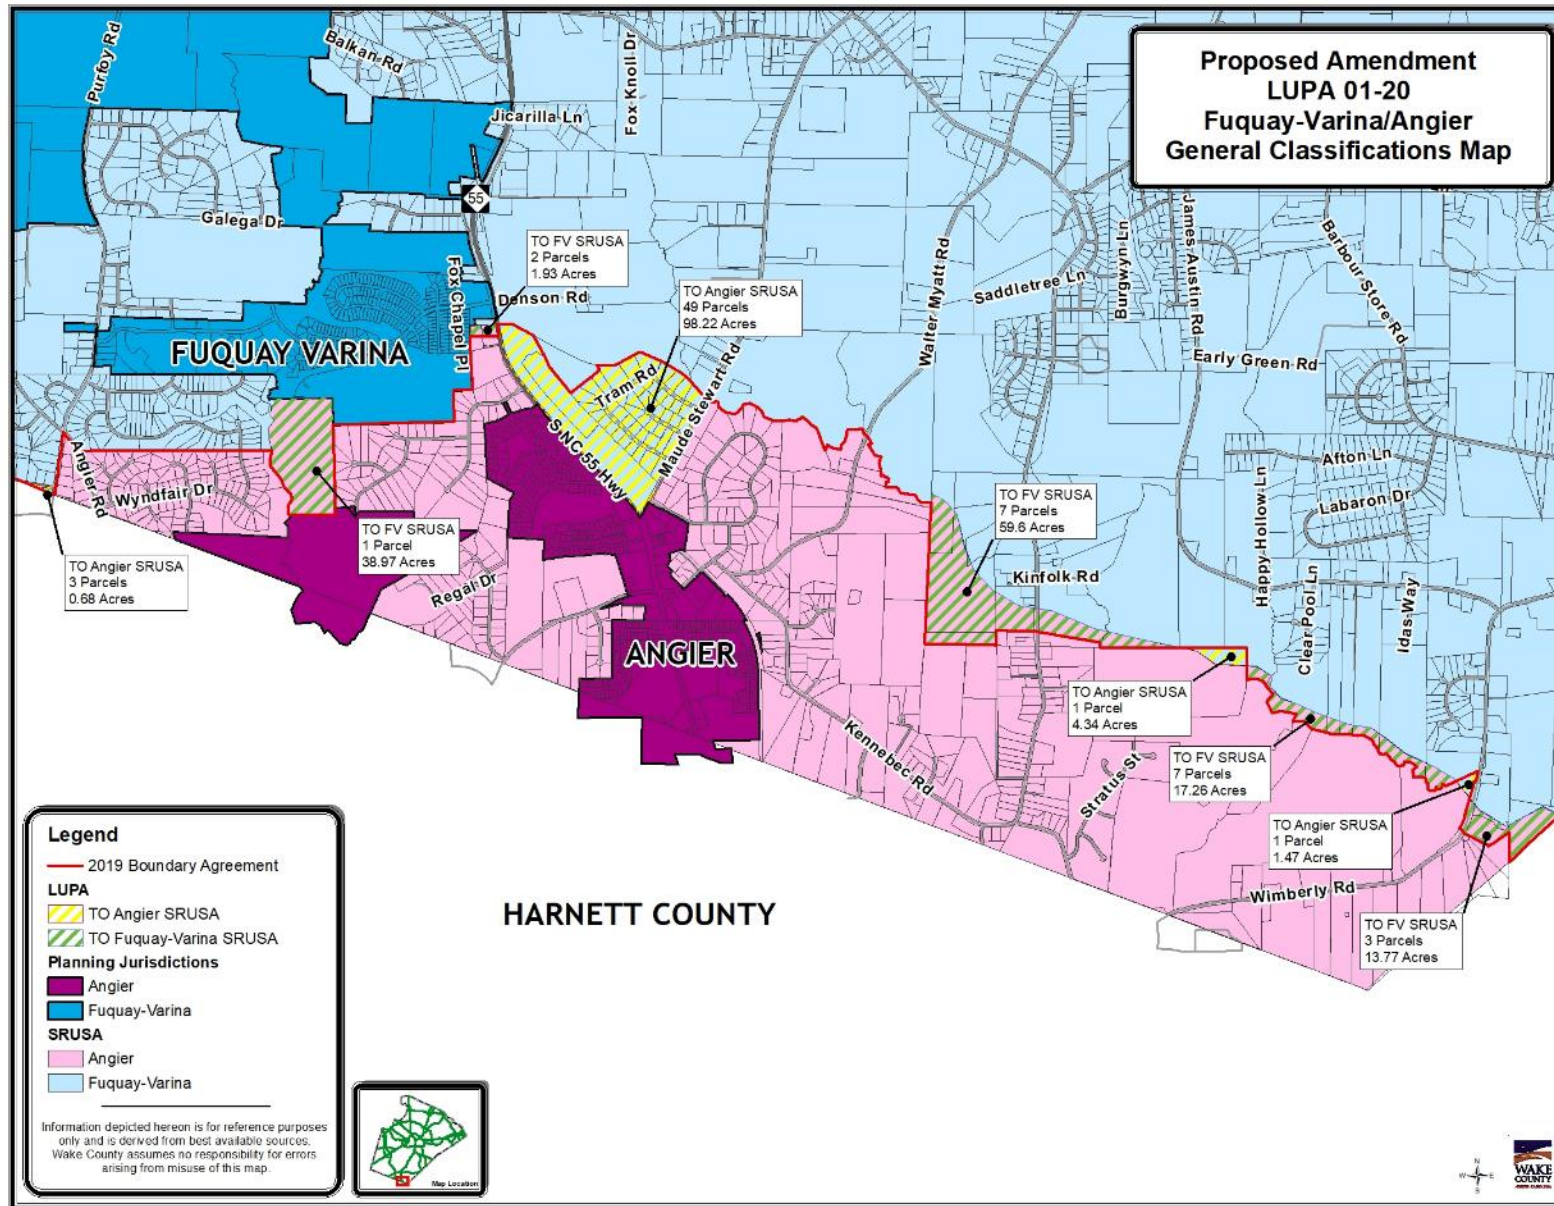 Proposed Amendment
LUPA 01-20
Fuquay-Varina/Angier
General Classifications Map
Purfoy Rd
Balkan Rd
Fox Knoll Dr
Jicarilla Ln
55
Galega Dr
Fox Chapel Pl
Denson Rd
TO FV SRUSA
2 Parcels
1.93 Acres
TO Angier SRUSA
49 Parcels
98.22 Acres
Walter Myatt Rd
Saddletree Ln
Burgwyn Ln
James Austin Rd
Barbour Store Rd
Early Green Rd
FUQUAY VARINA
Tram Rd
Maude Stewart Rd
S NC 55 Hwy
Angier Rd
Wyndfair Dr
Afton Ln
Labaron Dr
Happy Hollow Ln
TO FV SRUSA
7 Parcels
59.6 Acres
TO FV SRUSA
1 Parcel
38.97 Acres
TO Angier SRUSA
3 Parcels
0.68 Acres
Regal Dr
Kinfolk Rd
Clear Pool Ln
Idas Way
ANGIER
TO Angier SRUSA
1 Parcel
4.34 Acres
Kennebec Rd
Stratus St
TO FV SRUSA
7 Parcels
17.26 Acres
TO Angier SRUSA
1 Parcel
1.47 Acres
Wimberly Rd
TO FV SRUSA
3 Parcels
13.77 Acres
HARNETT COUNTY
Legend
2019 Boundary Agreement
LUPA
TO Angier SRUSA
TO Fuquay-Varina SRUSA
Planning Jurisdictions
Angier
Fuquay-Varina
SRUSA
Angier
Fuquay-Varina
Information depicted hereon is for reference purposes
only and is derived from best available sources.
Wake County assumes no responsibility for errors
arising from misuse of this map.
Map Location
N
W E
S
WAKE
COUNTY
NORTH CAROLINA